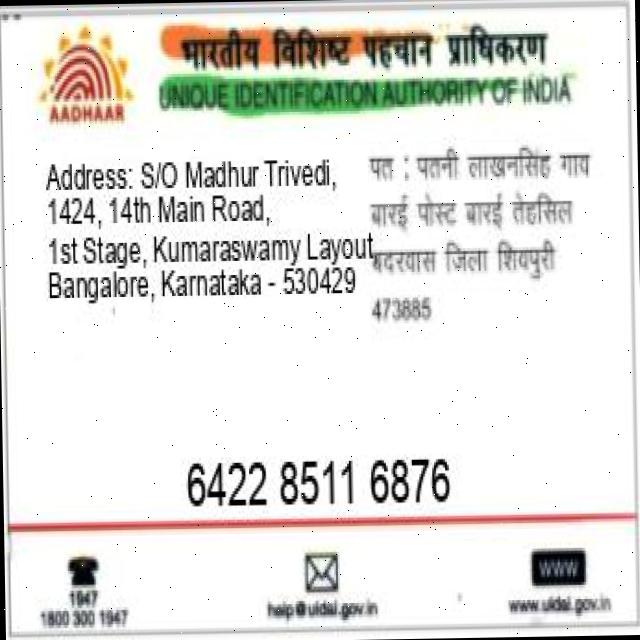 भारतीय विशिष्ट पहचान प्राधिकरण
UNIQUE IDENTIFICATION AUTHORITY OF INDIA
AADHAAR
Address: S/O Madhur Trivedi,
1424, 14th Main Road,
1st Stage, Kumaraswamy Layout,
Bangalore, Karnataka - 530429
पत : पतनी लाखनसिंह गाव
बारई पोस्ट बारई तेहसिल
बदरवास जिला शिवपुरी
473885
6422 8511 6876
1947
1800 300 1947
help@uidai.gov.in
WWW
www.uidai.gov.in